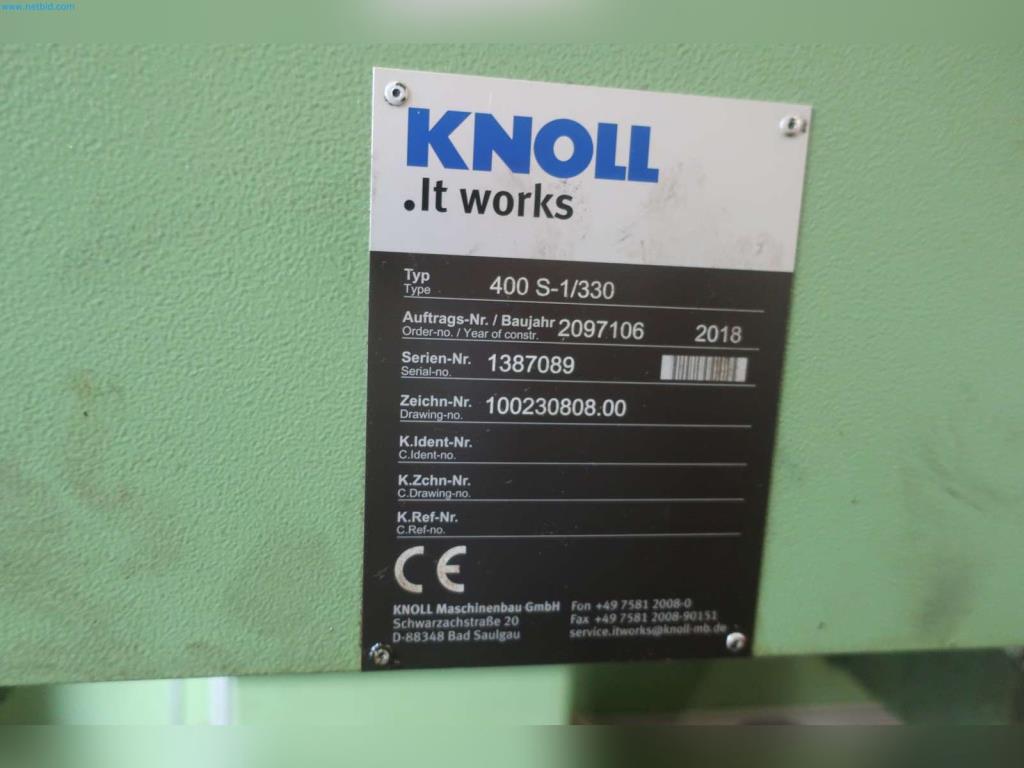 www.netbid.com
KNOLL
.It works
Typ 400 S-1/330
Type
Auftrags-Nr. / Baujahr 2097106 2018
Order-no. / Year of constr.
Serien-Nr. 1387089
Serial-no.
Zeichn-Nr. 100230808.00
Drawing-no.
K.Ident-Nr.
C.Ident-no.
K.Zchn-Nr.
C.Drawing-no.
K.Ref-Nr.
C.Ref-no.
CE
KNOLL Maschinenbau GmbH Fon +49 7581 2008-0
Schwarzachstraße 20 Fax +49 7581 2008-90151
D-88348 Bad Saulgau service.itworks@knoll-mb.de